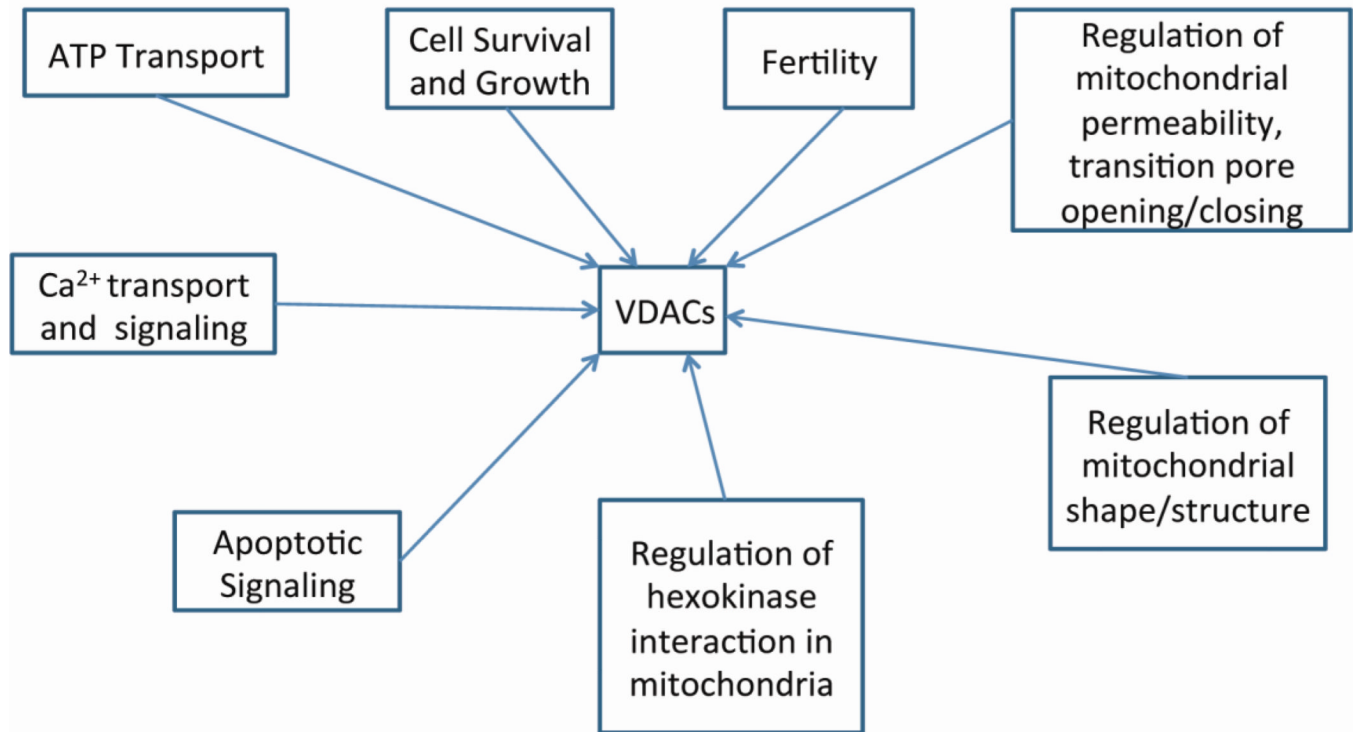 ATP Transport
Cell Survival
and Growth
Fertility
Regulation of
mitochondrial
permeability,
transition pore
opening/closing
Ca²⁺ transport
and signaling
VDACs
Regulation of
mitochondrial
shape/structure
Apoptotic
Signaling
Regulation of
hexokinase
interaction in
mitochondria